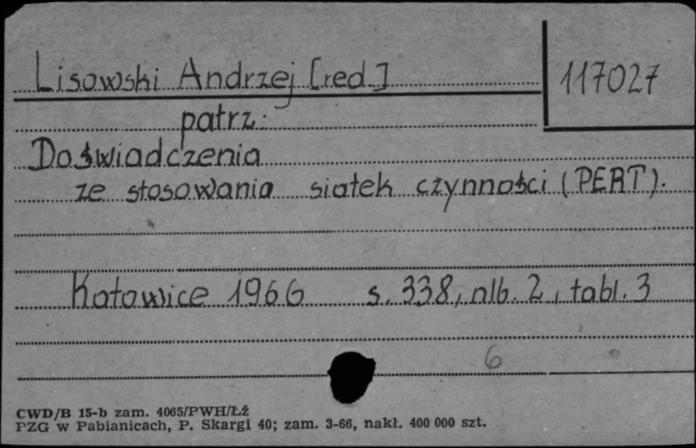 Lisowski Andrzej [red.]
117027
patrz:
Doświadczenia
ze stosowania siatek czynności (PERT).
Katowice 1966 s. 338, nlb. 2, tabl. 3
6
CWD/B 15-b zam. 4065/PWH/Łź
PZG w Pabianicach, P. Skargi 40; zam. 3-66, nakł. 400 000 szt.